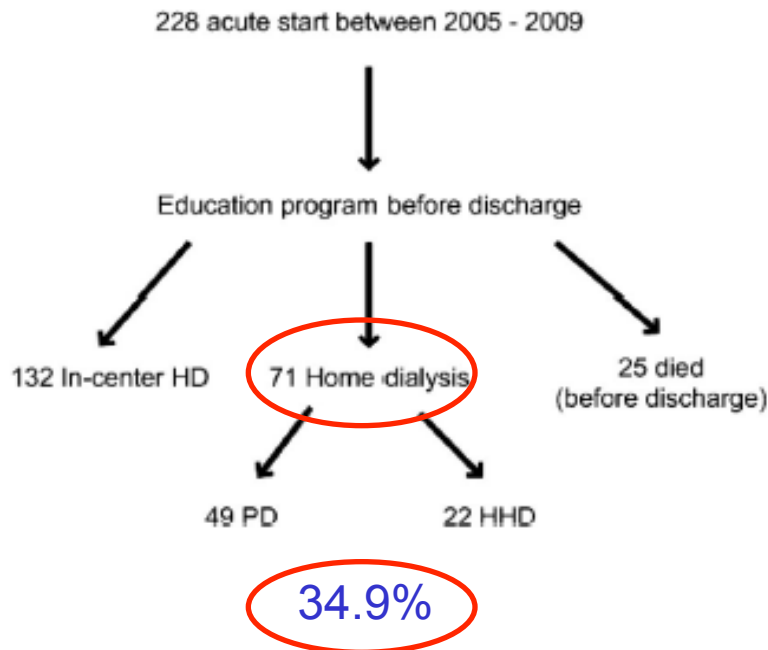 228 acute start between 2005 - 2009
Education program before discharge
132 In-center HD
71 Home dialysis
25 died
(before discharge)
49 PD
22 HHD
34.9%